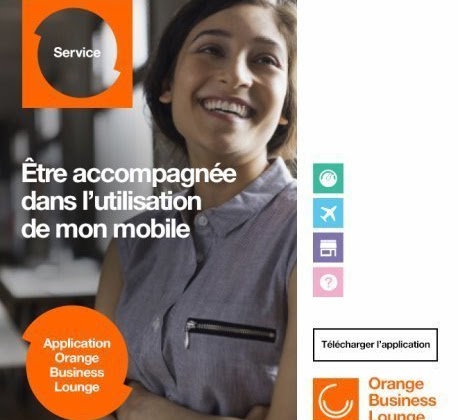 Service
Être accompagnée
dans l'utilisation
de mon mobile
Application
Orange
Business
Lounge
?
Télécharger l'application
Orange
Business
Lounge